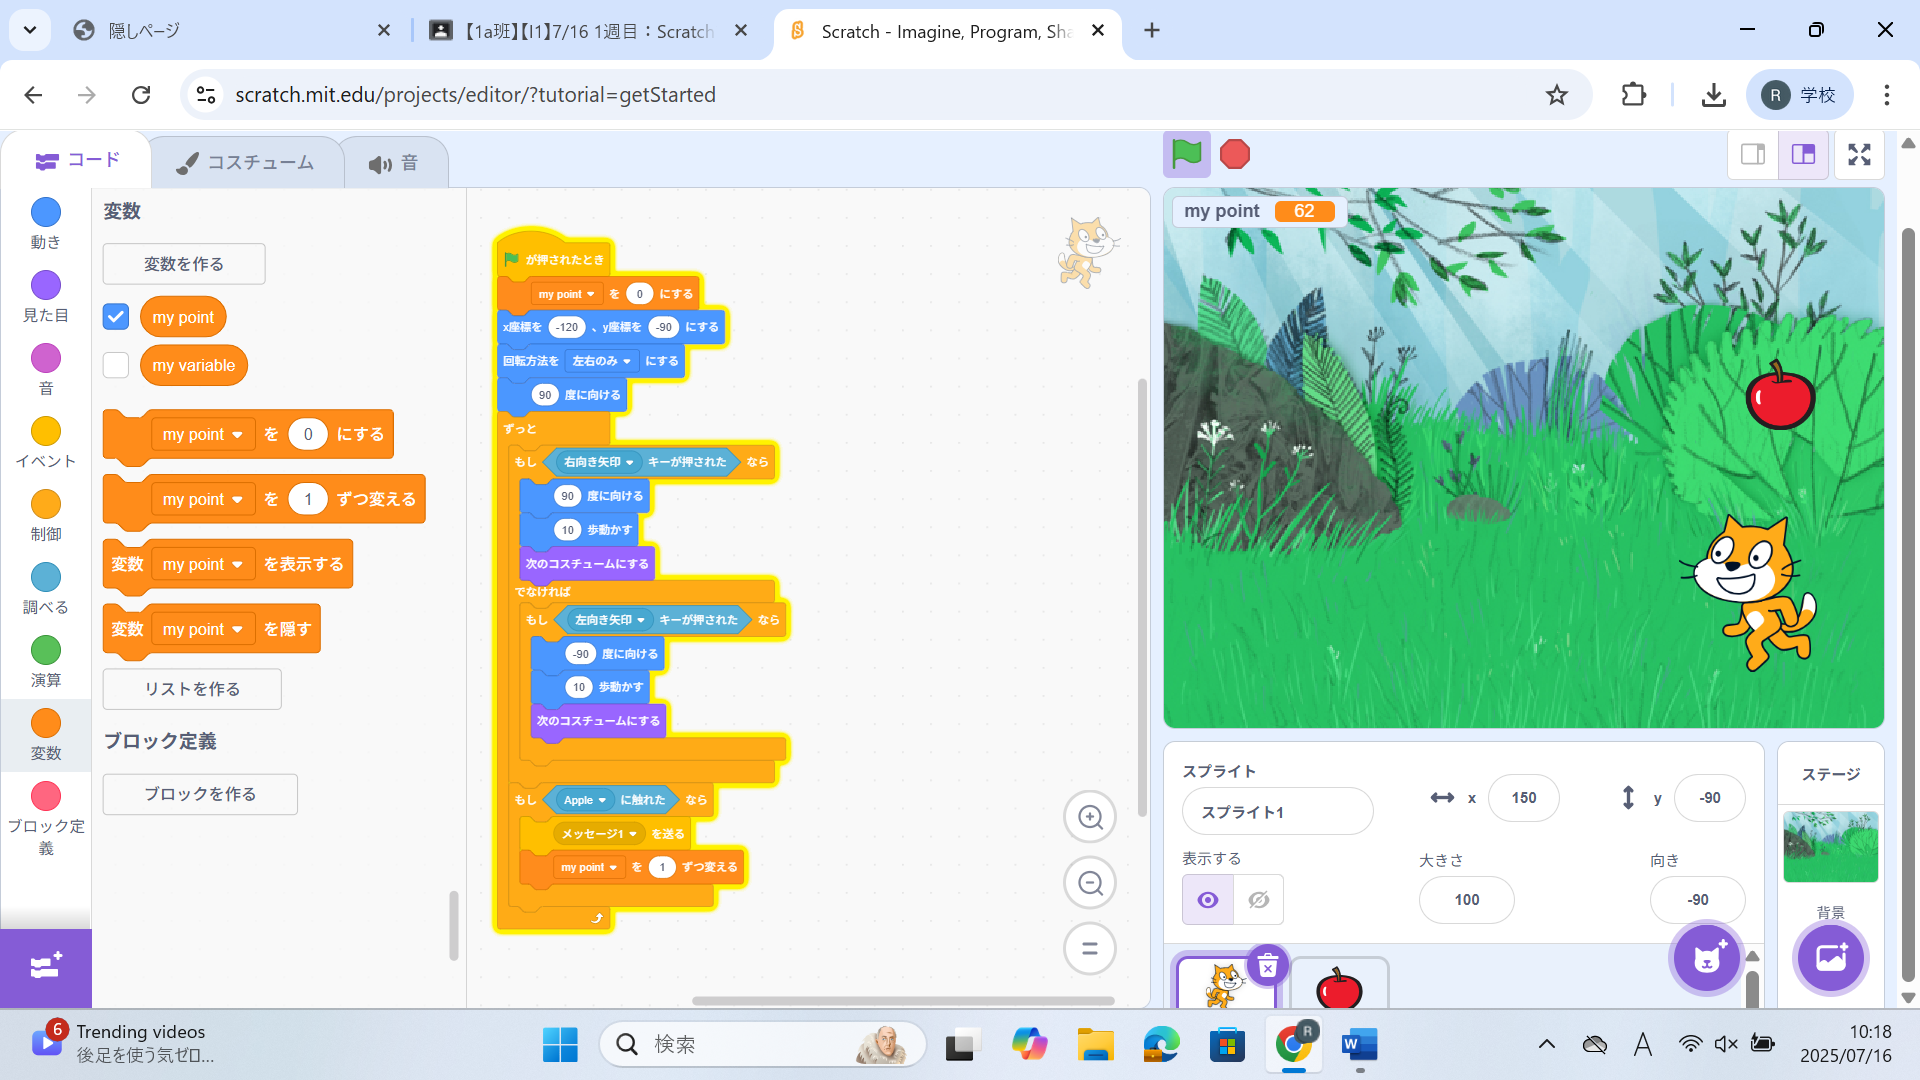 隠しページ
【1a班】【I1】7/16 1週目：Scratch
Scratch - Imagine, Program, Sha
scratch.mit.edu/projects/editor/?tutorial=getStarted
R 学校
コード
コスチューム
音
動き
見た目
音
イベント
制御
調べる
演算
変数
ブロック定義
変数
変数を作る
my point
my variable
my point を 0 にする
my point を 1 ずつ変える
変数 my point を表示する
変数 my point を隠す
リストを作る
ブロック定義
ブロックを作る
が押されたとき
my point を 0 にする
x座標を -120 、y座標を -90 にする
回転方法を 左右のみ にする
90 度に向ける
ずっと
もし 右向き矢印 キーが押された なら
90 度に向ける
10 歩動かす
次のコスチュームにする
でなければ
もし 左向き矢印 キーが押された なら
-90 度に向ける
10 歩動かす
次のコスチュームにする
もし Apple に触れた なら
メッセージ1 を送る
my point を 1 ずつ変える
my point 62
スプライト
スプライト1
x 150
y -90
表示する
大きさ
100
向き
-90
ステージ
背景
6
Trending videos
後足を使う気ゼロ...
検索
R
W
A
10:18
2025/07/16